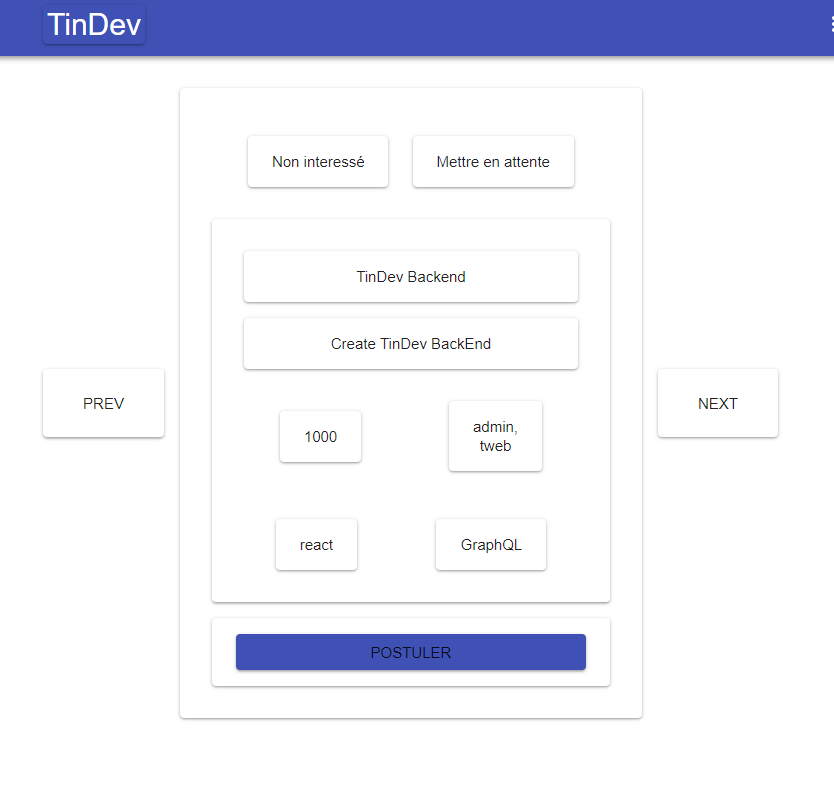 TinDev
Non interessé
Mettre en attente
TinDev Backend
Create TinDev BackEnd
PREV
NEXT
1000
admin,
tweb
react
GraphQL
POSTULER